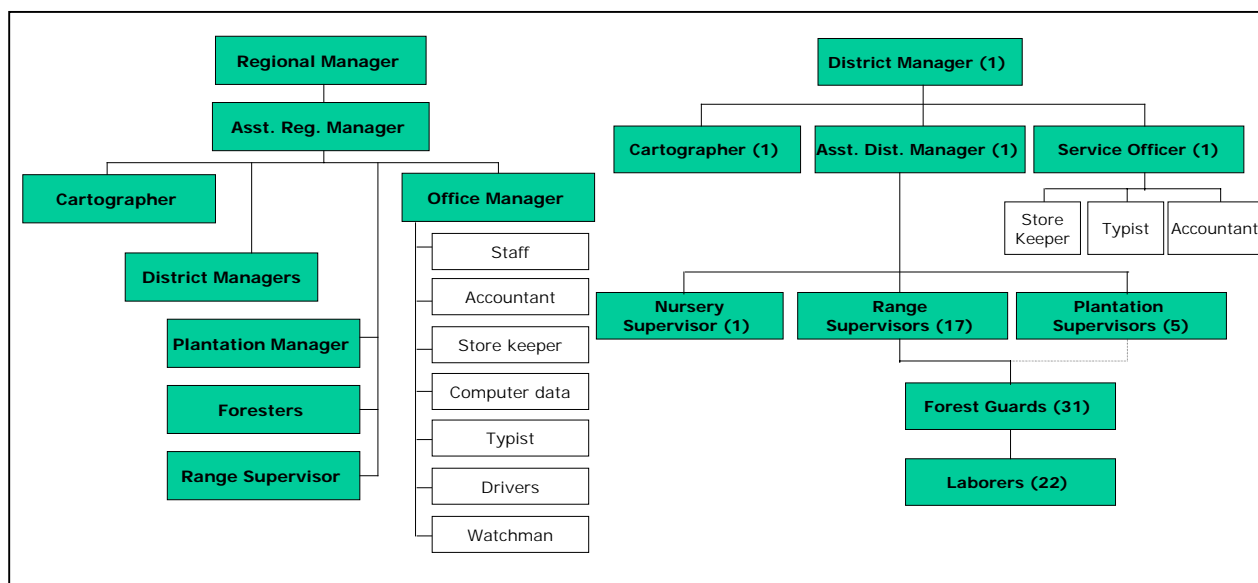 Regional Manager
Asst. Reg. Manager
Cartographer
Office Manager
District Managers
Plantation Manager
Foresters
Range Supervisor
Staff
Accountant
Store keeper
Computer data
Typist
Drivers
Watchman
District Manager (1)
Cartographer (1)
Asst. Dist. Manager (1)
Service Officer (1)
Store
Keeper
Typist
Accountant
Nursery
Supervisor (1)
Range
Supervisors (17)
Plantation
Supervisors (5)
Forest Guards (31)
Laborers (22)